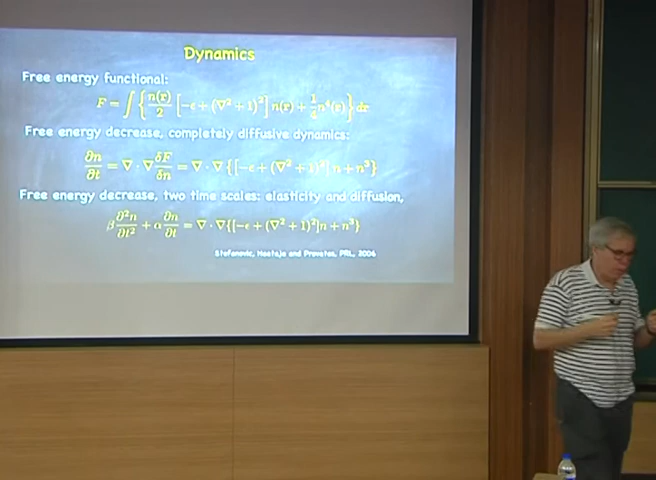 Dynamics
Free energy functional:
F = ∫ { n(r)/2 [−ϵ + (∇² + 1)²] n(r) + 1/4 n⁴(r) } dr
Free energy decrease, completely diffusive dynamics:
∂n/∂t = ∇ · ∇ δF/δn = ∇ · ∇ {[−ϵ + (∇² + 1)²] n + n³}
Free energy decrease, two time scales: elasticity and diffusion,
β ∂²n/∂t² + α ∂n/∂t = ∇ · ∇{[−ϵ + (∇² + 1)²]n + n³}
Stefanovic, Haataja and Provatas, PRL, 2006